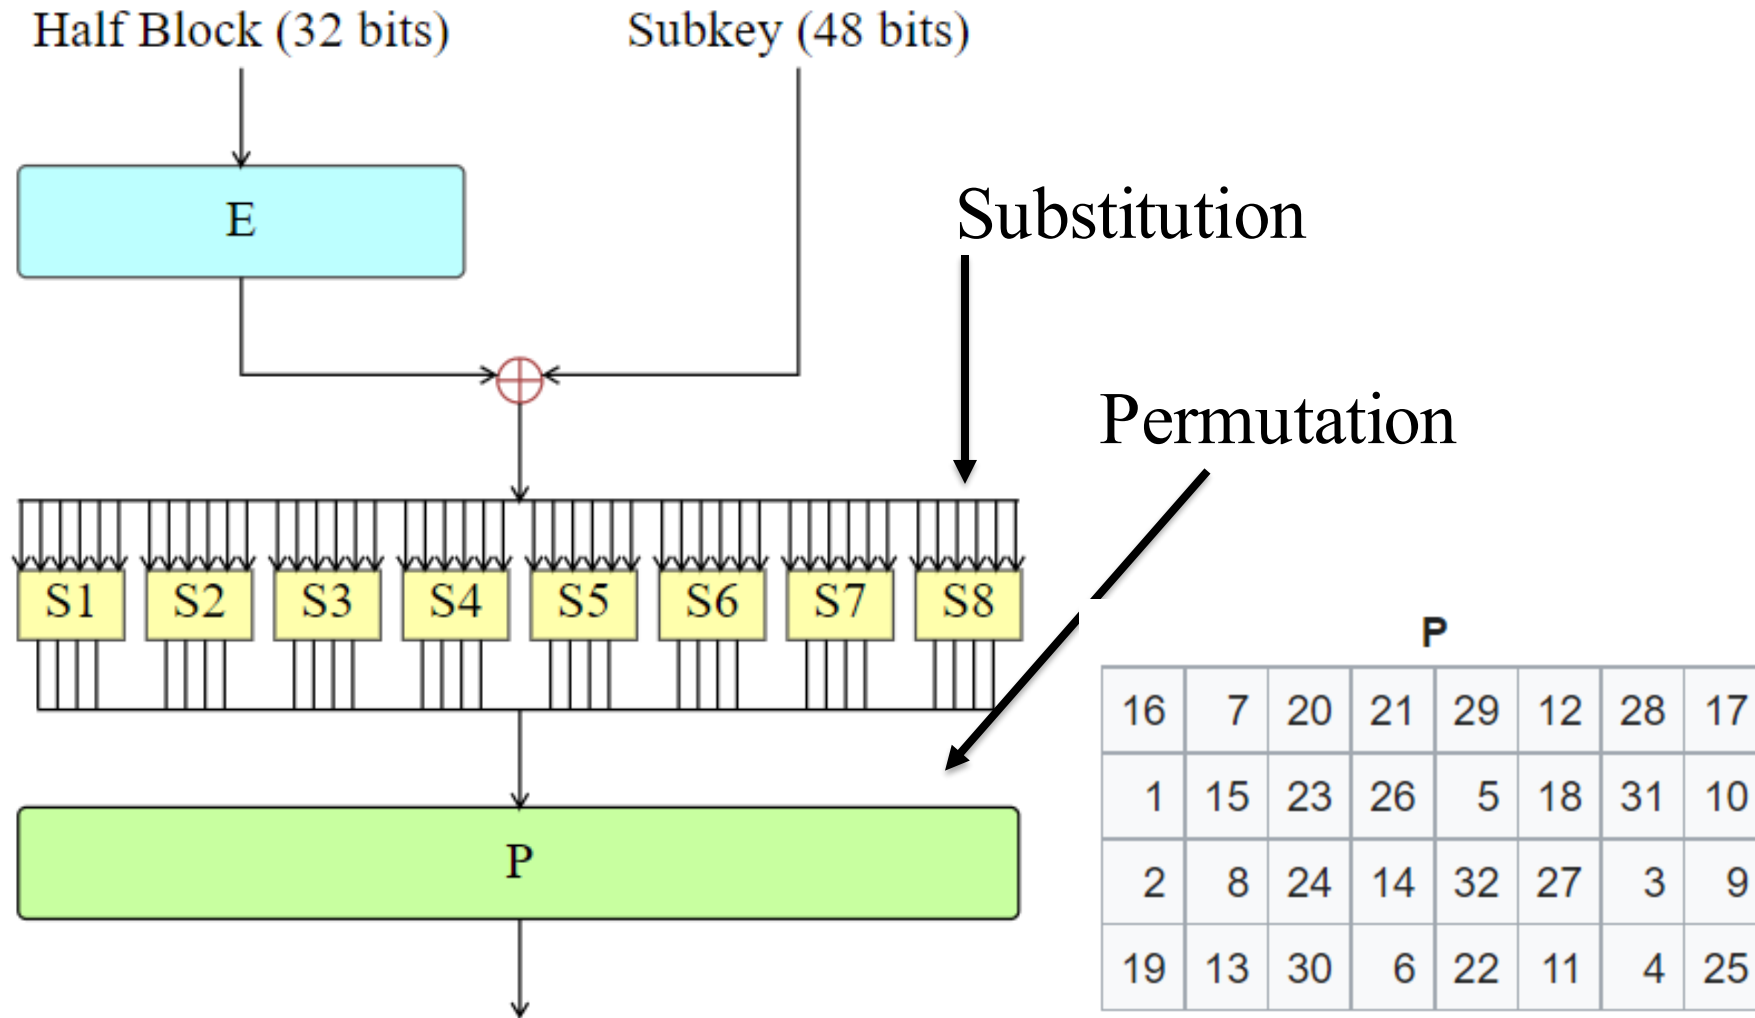 Half Block (32 bits)
Subkey (48 bits)
E
Substitution
Permutation
S1 S2 S3 S4 S5 S6 S7 S8
P
P
16 7 20 21 29 12 28 17
1 15 23 26 5 18 31 10
2 8 24 14 32 27 3 9
19 13 30 6 22 11 4 25